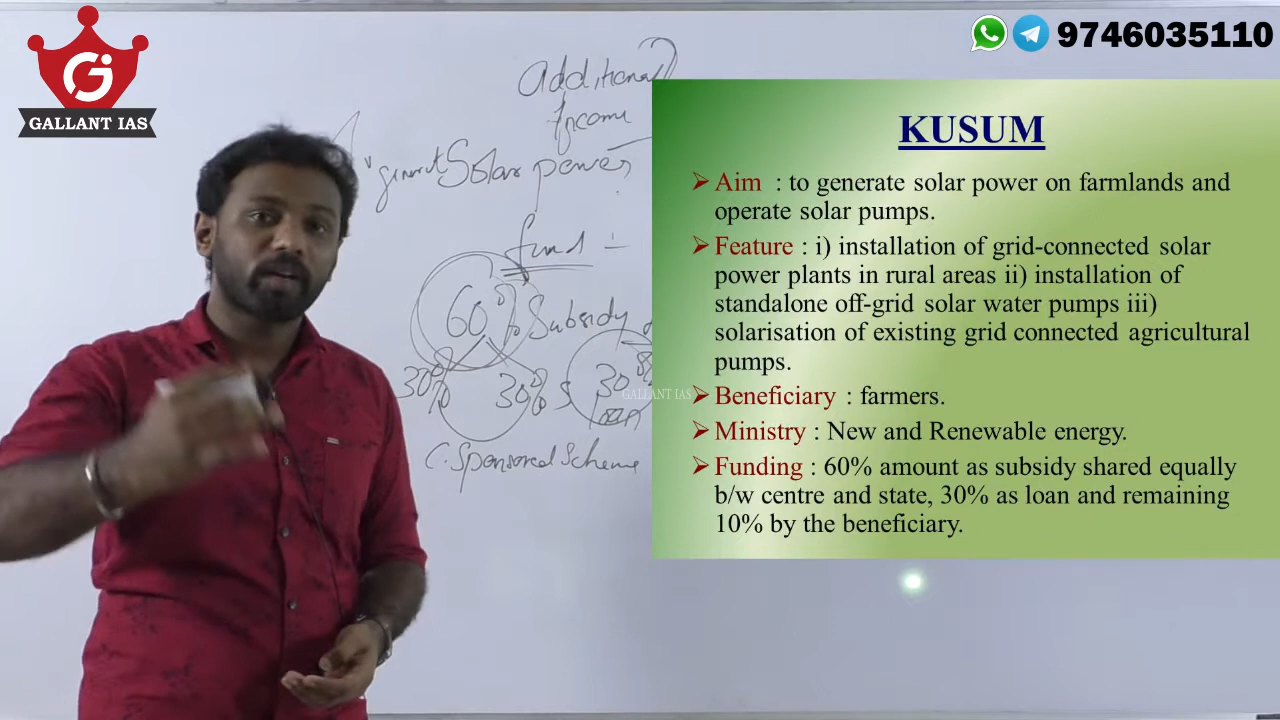 9746035110
GALLANT IAS
Additional
Income
generate Solar power
fund :-
60% Subsidy
30% 30% 30%
loan
C. Sponsored Scheme
GALLANT IAS
KUSUM
Aim : to generate solar power on farmlands and
operate solar pumps.
Feature : i) installation of grid-connected solar
power plants in rural areas ii) installation of
standalone off-grid solar water pumps iii)
solarisation of existing grid connected agricultural
pumps.
Beneficiary : farmers.
Ministry : New and Renewable energy.
Funding : 60% amount as subsidy shared equally
b/w centre and state, 30% as loan and remaining
10% by the beneficiary.